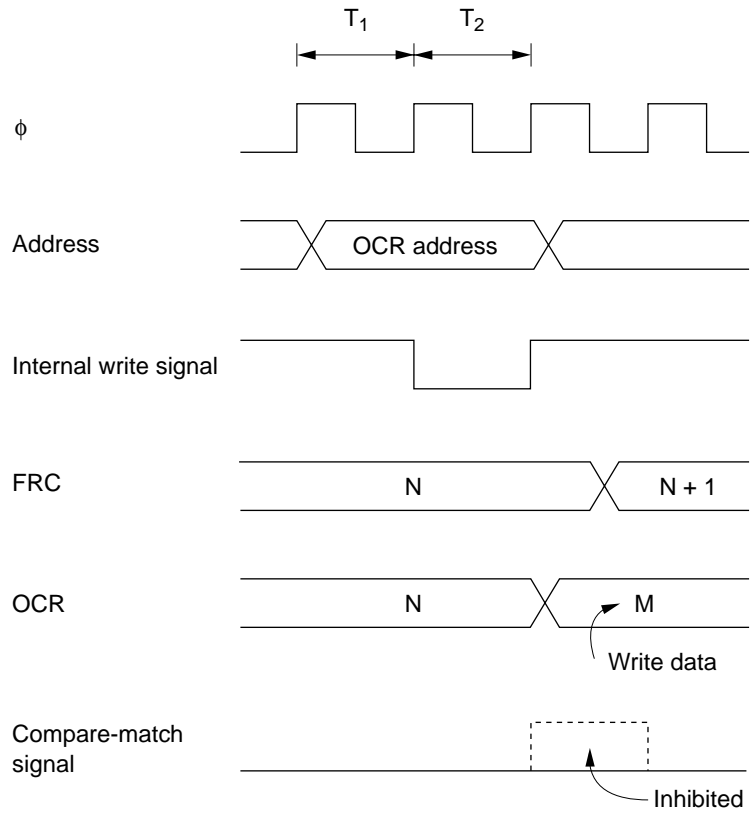 T1 T2
ϕ
Address OCR address
Internal write signal
FRC N N + 1
OCR N M
Write data
Compare-match
signal
Inhibited